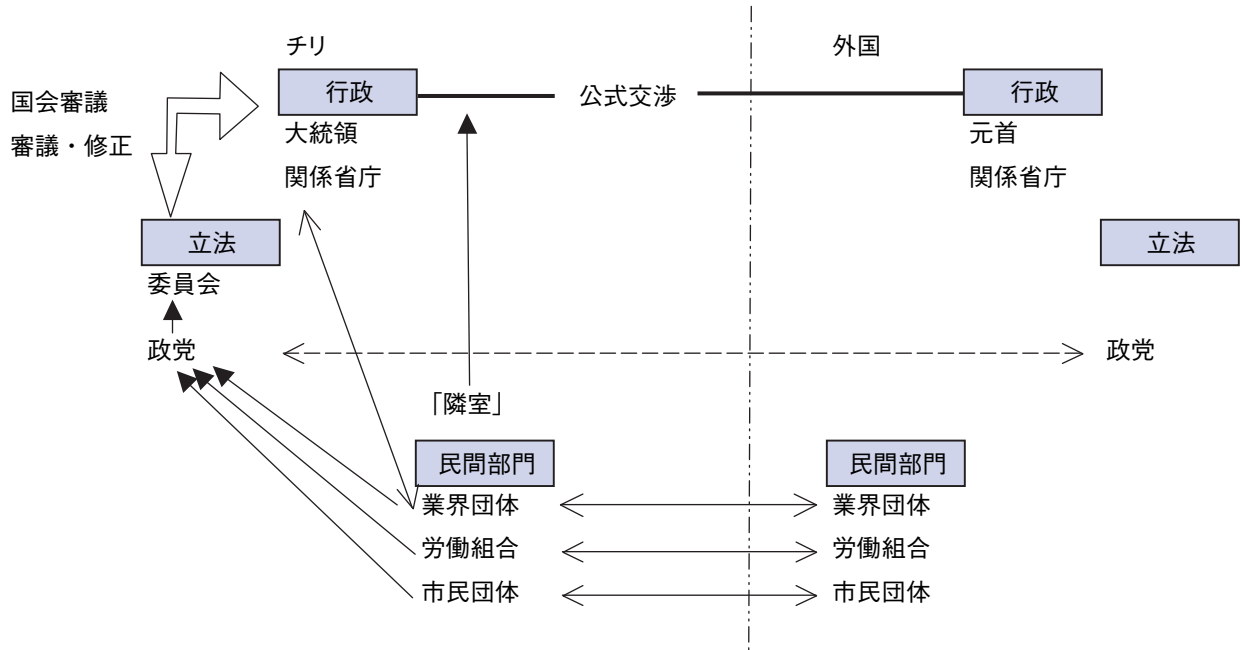 チリ
外国
行政
公式交渉
行政
国会審議
審議・修正
大統領
関係省庁
元首
関係省庁
立法
立法
委員会
政党
政党
「隣室」
民間部門
民間部門
業界団体
業界団体
労働組合
労働組合
市民団体
市民団体